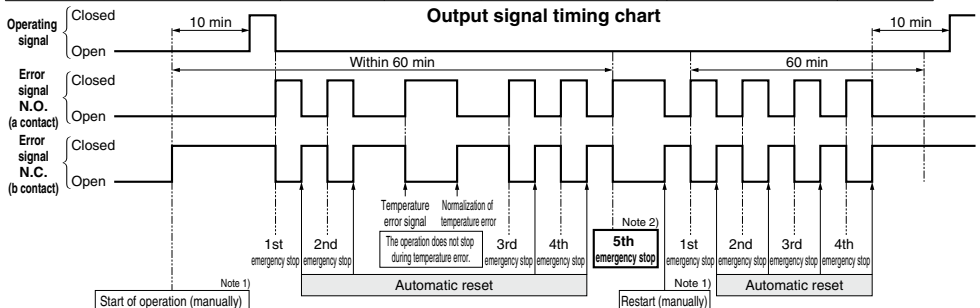 Output signal timing chart
Operating
signal
Closed
Open
10 min
10 min
Within 60 min
60 min
Error
signal
N.O.
(a contact)
Closed
Open
Error
signal
N.C.
(b contact)
Closed
Open
Temperature
error signal
Normalization of
temperature error
The operation does not stop
during temperature error.
1st
emergency stop
2nd
emergency stop
3rd
emergency stop
4th
emergency stop
Note 2)
5th
emergency stop
1st
emergency stop
2nd
emergency stop
3rd
emergency stop
4th
emergency stop
Automatic reset
Automatic reset
Note 1)
Start of operation (manually)
Note 1)
Restart (manually)